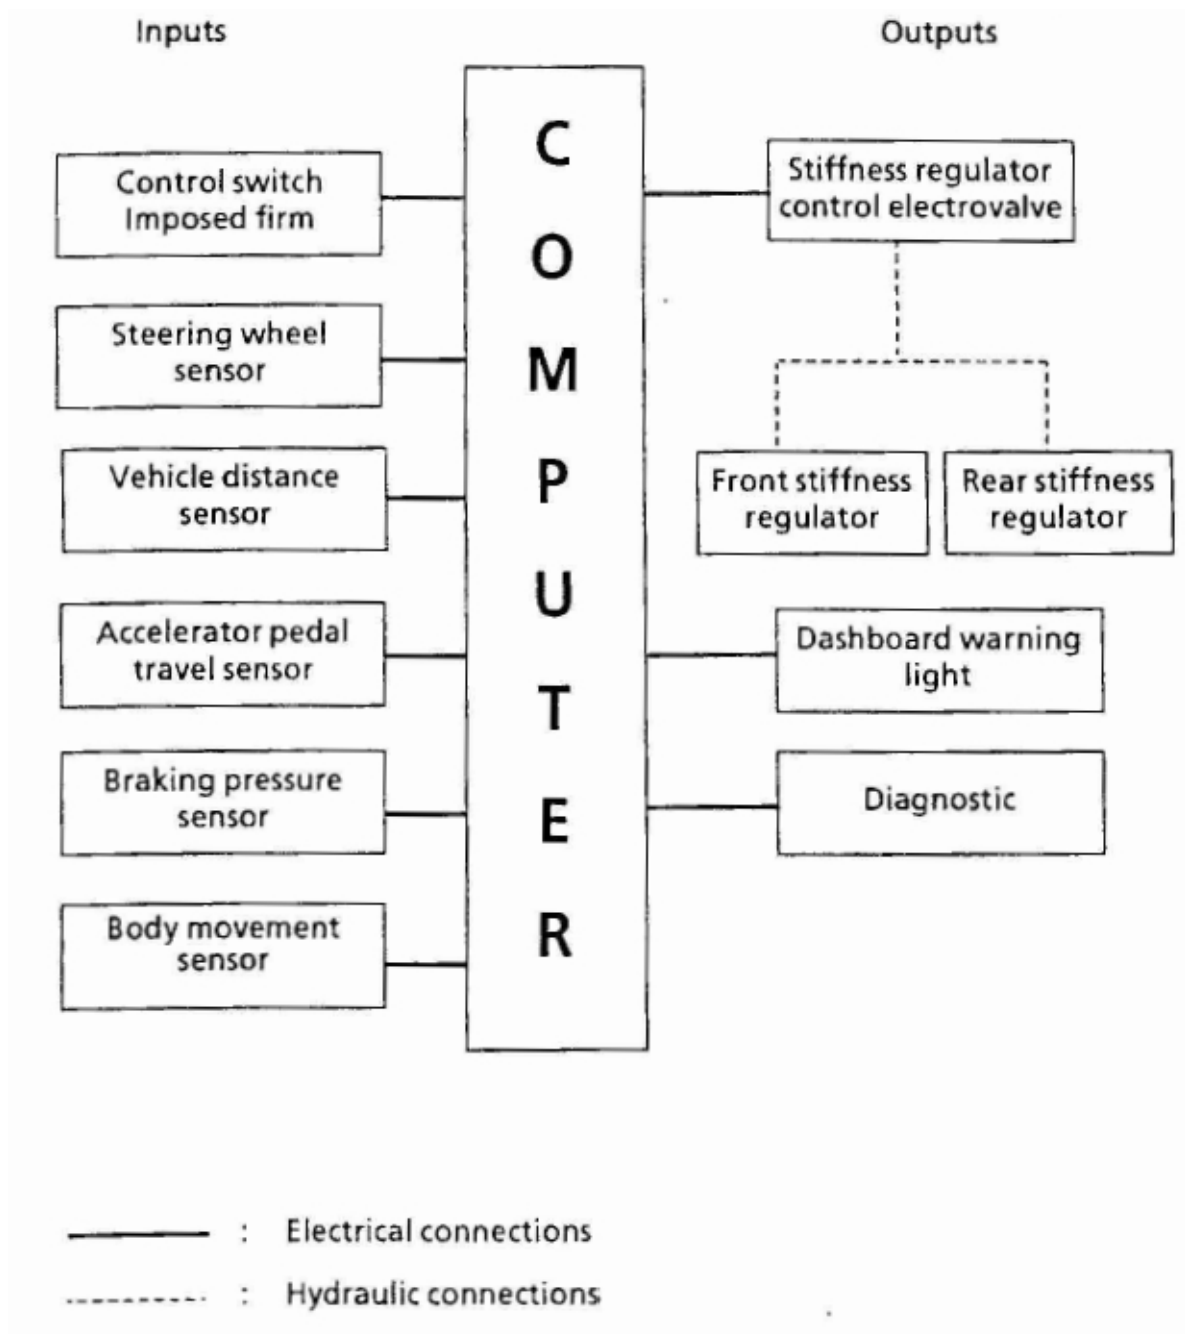 Inputs
Outputs
C
O
M
P
U
T
E
R
Control switch
Imposed firm
Steering wheel
sensor
Vehicle distance
sensor
Accelerator pedal
travel sensor
Braking pressure
sensor
Body movement
sensor
Stiffness regulator
control electrovalve
Front stiffness
regulator
Rear stiffness
regulator
Dashboard warning
light
Diagnostic
: Electrical connections
: Hydraulic connections